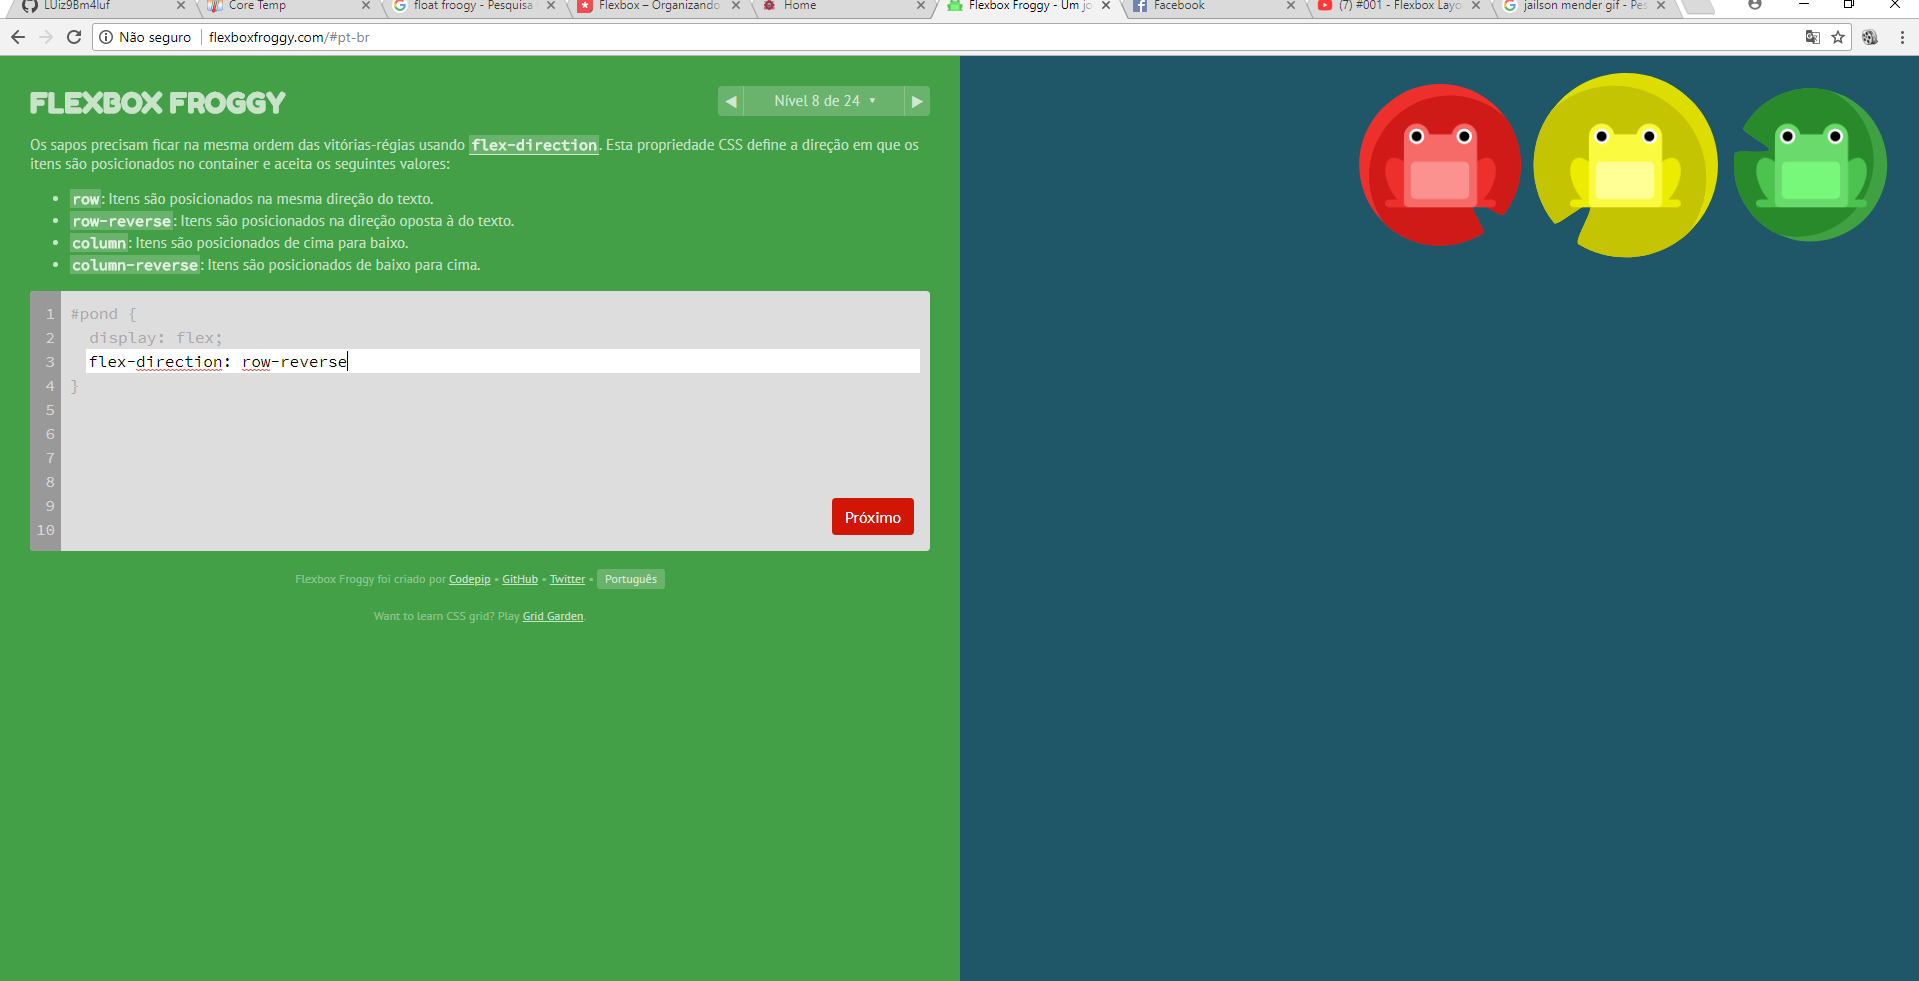 LUiz9Bm4luf
Core Temp
float froogy - Pesquisa
Flexbox – Organizando
Home
Flexbox Froggy - Um jo
Facebook
(7) #001 - Flexbox Layo
jailson mender gif - Pes
Não seguro
flexboxfroggy.com/#pt-br
FLEXBOX FROGGY
Nível 8 de 24
Os sapos precisam ficar na mesma ordem das vitórias-régias usando flex-direction. Esta propriedade CSS define a direção em que os
itens são posicionados no container e aceita os seguintes valores:
row: Itens são posicionados na mesma direção do texto.
row-reverse: Itens são posicionados na direção oposta à do texto.
column: Itens são posicionados de cima para baixo.
column-reverse: Itens são posicionados de baixo para cima.
1 #pond {
2 display: flex;
3 flex-direction: row-reverse
4 }
5
6
7
8
9
10
Próximo
Flexbox Froggy foi criado por Codepip • GitHub • Twitter • Português
Want to learn CSS grid? Play Grid Garden.